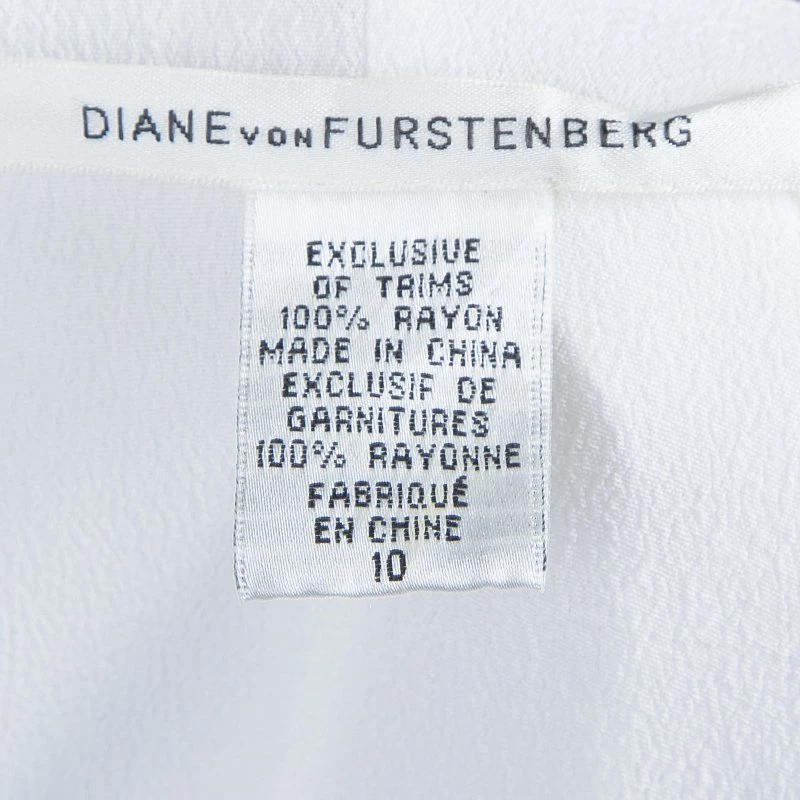 DIANE VON FURSTENBERG
EXCLUSIVE
OF TRIMS
100% RAYON
MADE IN CHINA
EXCLUSIF DE
GARNITURES
100% RAYONNE
FABRIQUÉ
EN CHINE
10